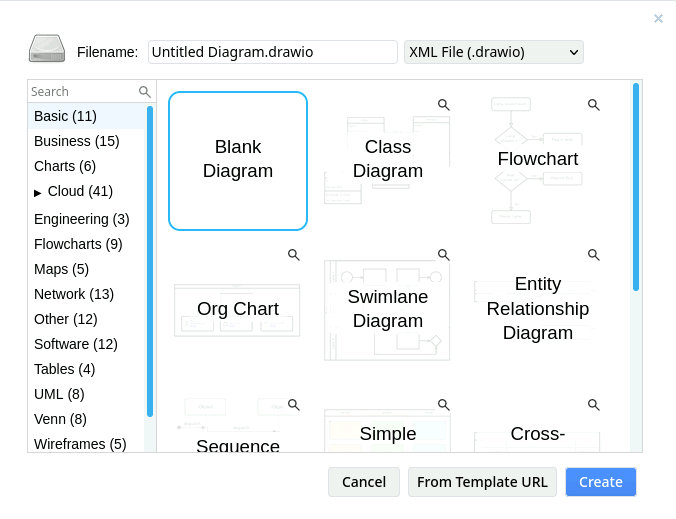 Filename: Untitled Diagram.drawio XML File (.drawio)
Search
Basic (11)
Business (15)
Charts (6)
Cloud (41)
Engineering (3)
Flowcharts (9)
Maps (5)
Network (13)
Other (12)
Software (12)
Tables (4)
UML (8)
Venn (8)
Wireframes (5)
Blank
Diagram
Class
Diagram
Flowchart
Org Chart
Swimlane
Diagram
Entity
Relationship
Diagram
Sequence
Simple
Cross-
Cancel
From Template URL
Create